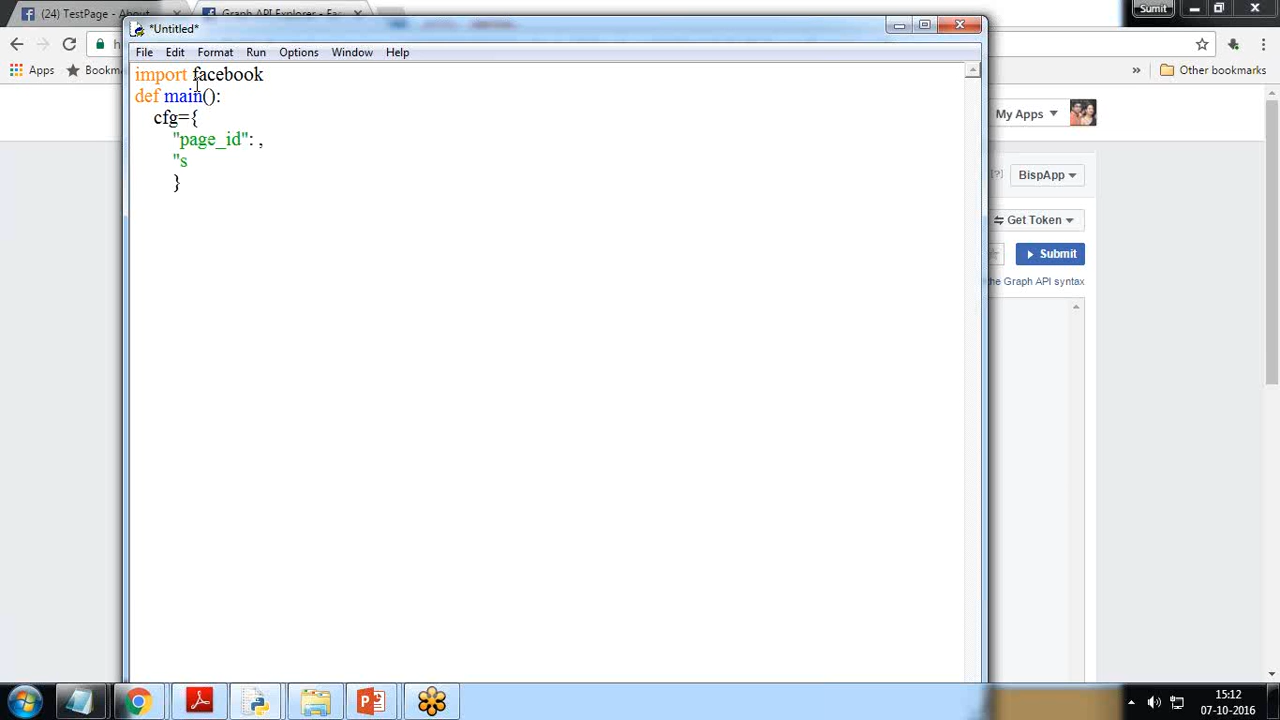 (24) TestPage - About
Graph API Explorer - Fac
Sumit
*Untitled*
File Edit Format Run Options Window Help
Apps Bookm
» Other bookmarks
import facebook
def main():
cfg={
"page_id": ,
"s
}
My Apps
[?] BispApp
Get Token
Submit
the Graph API syntax
15:12
07-10-2016